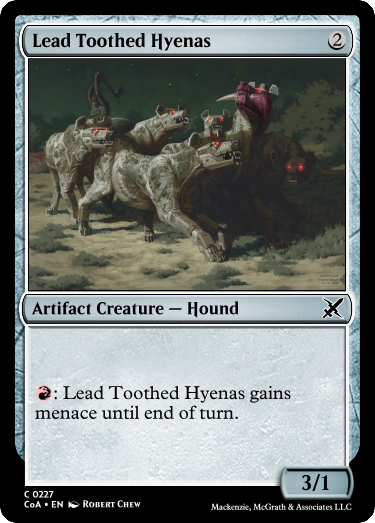 Lead Toothed Hyenas 2
Artifact Creature — Hound
: Lead Toothed Hyenas gains
menace until end of turn.
3/1
C 0227
CoA • EN Robert Chew
Mackenzie, McGrath & Associates LLC